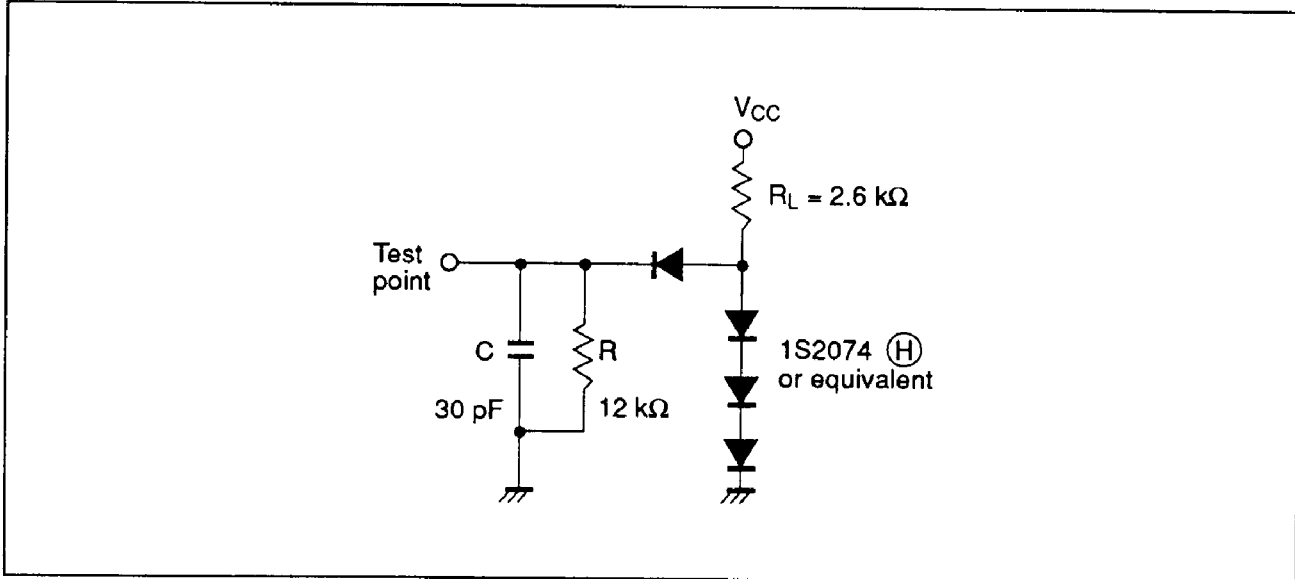 VCC
RL = 2.6 kΩ
Test
point
C
R
30 pF
12 kΩ
1S2074 Ⓗ
or equivalent